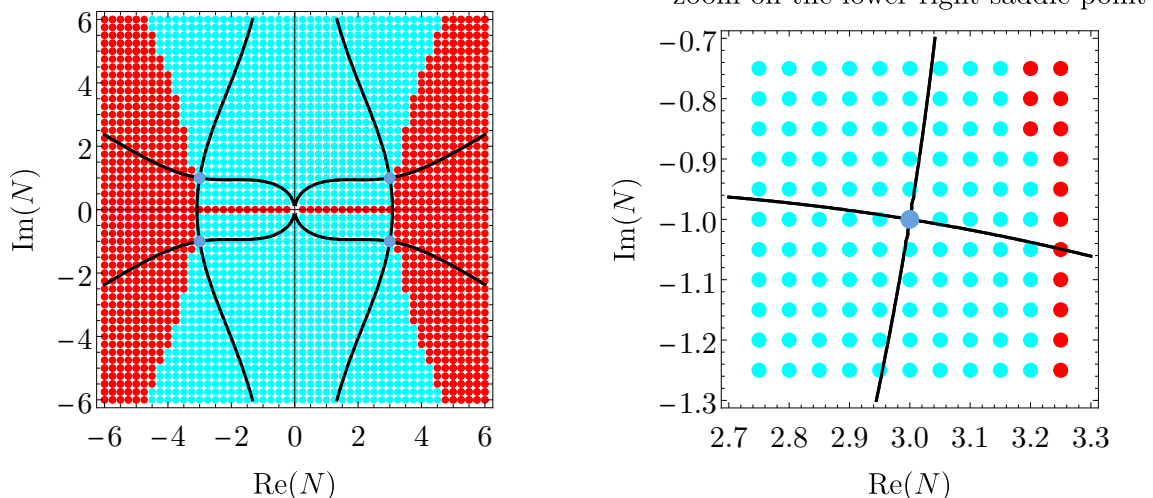 zoom on the lower right saddle point
6
4
2
0
−2
−4
−6
−6 −4 −2 0 2 4 6
Im(N)
Re(N)
−0.7
−0.8
−0.9
−1.0
−1.1
−1.2
−1.3
2.7 2.8 2.9 3.0 3.1 3.2 3.3
Im(N)
Re(N)